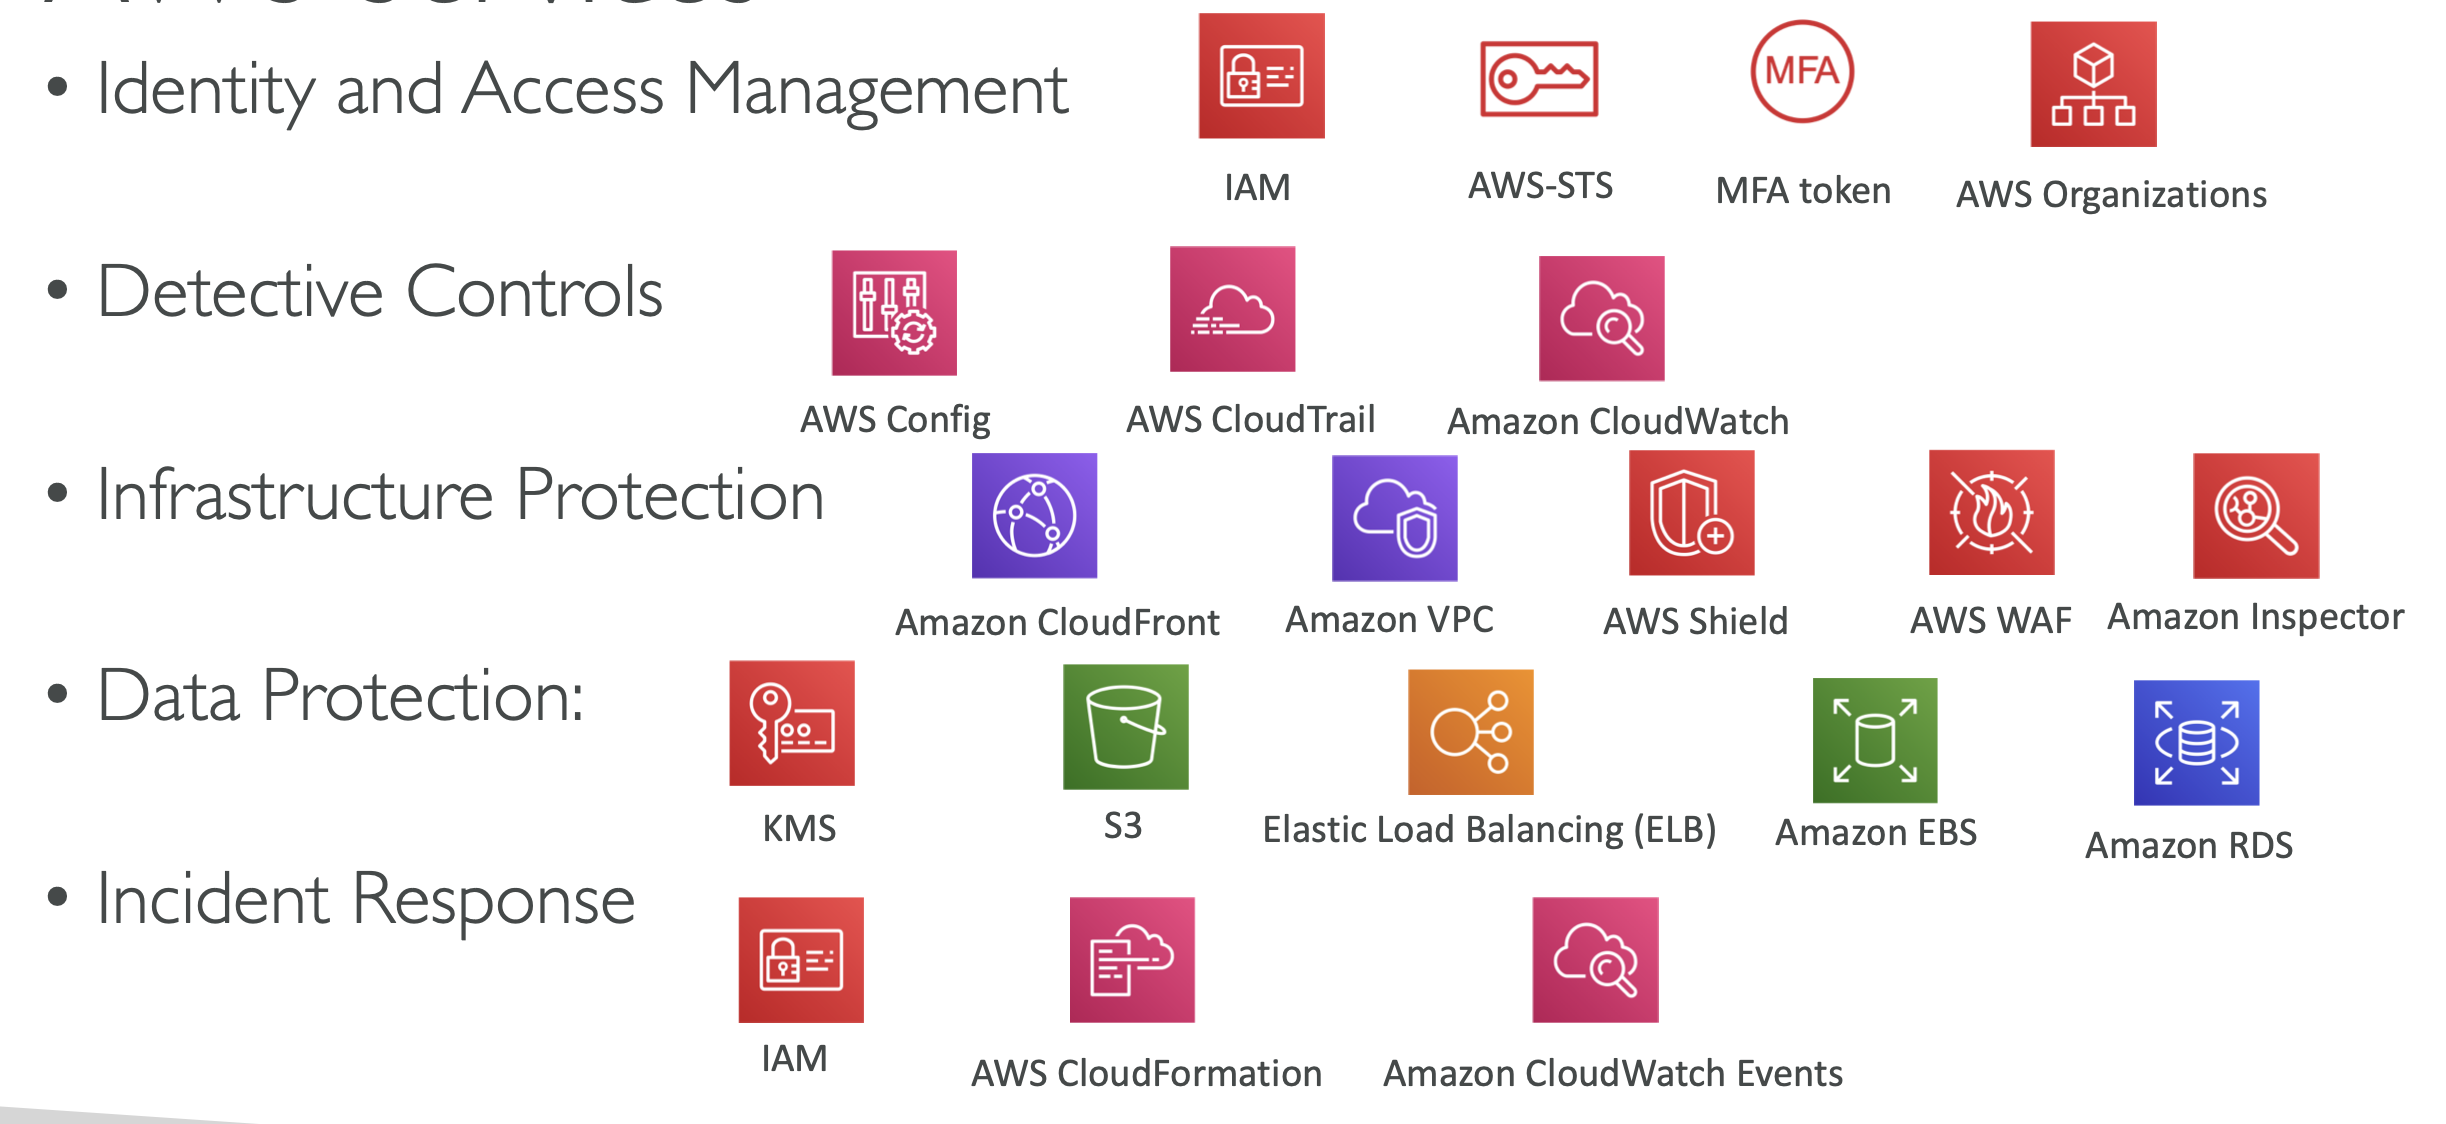 AWS Services
• Identity and Access Management
MFA
IAM
AWS-STS
MFA token
AWS Organizations
• Detective Controls
AWS Config
AWS CloudTrail
Amazon CloudWatch
• Infrastructure Protection
Amazon CloudFront
Amazon VPC
AWS Shield
AWS WAF
Amazon Inspector
• Data Protection:
KMS
S3
Elastic Load Balancing (ELB)
Amazon EBS
Amazon RDS
• Incident Response
IAM
AWS CloudFormation
Amazon CloudWatch Events